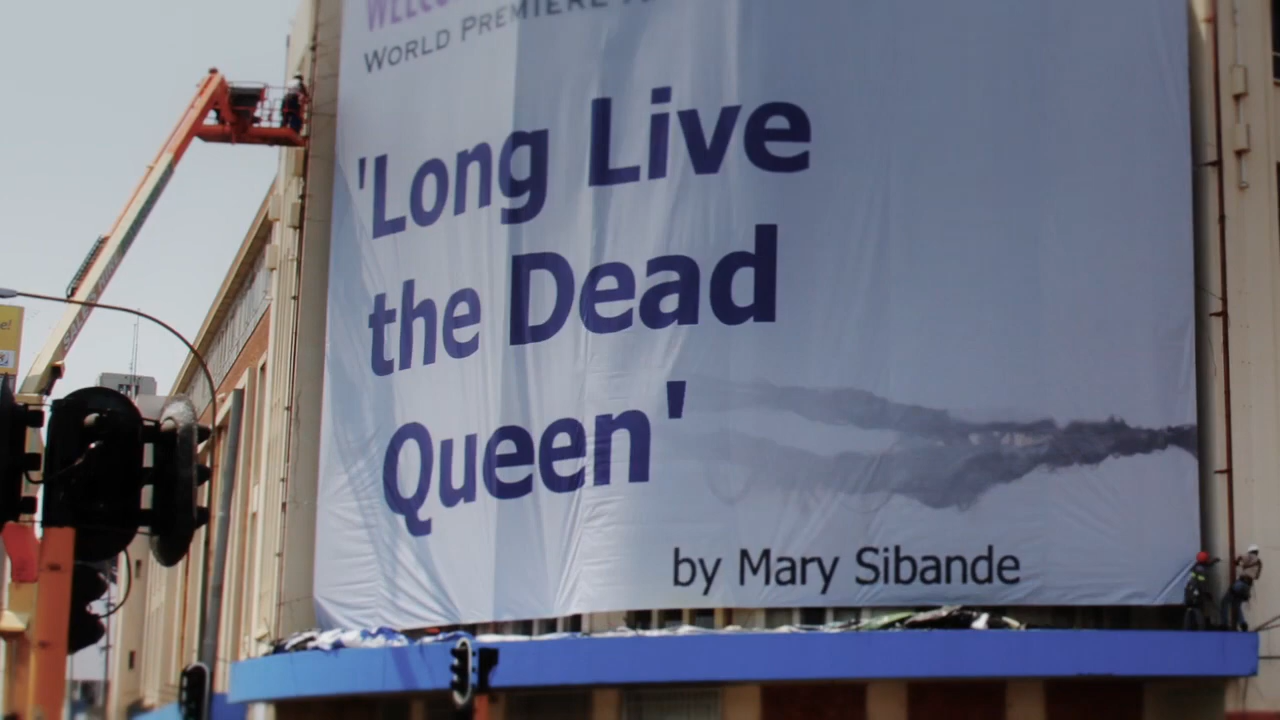 WORLD PREMIERE
'Long Live
the Dead
Queen'
by Mary Sibande